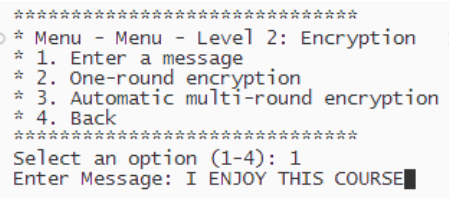 ******************************
* Menu - Menu - Level 2: Encryption
* 1. Enter a message
* 2. One-round encryption
* 3. Automatic multi-round encryption
* 4. Back
******************************
Select an option (1-4): 1
Enter Message: I ENJOY THIS COURSE